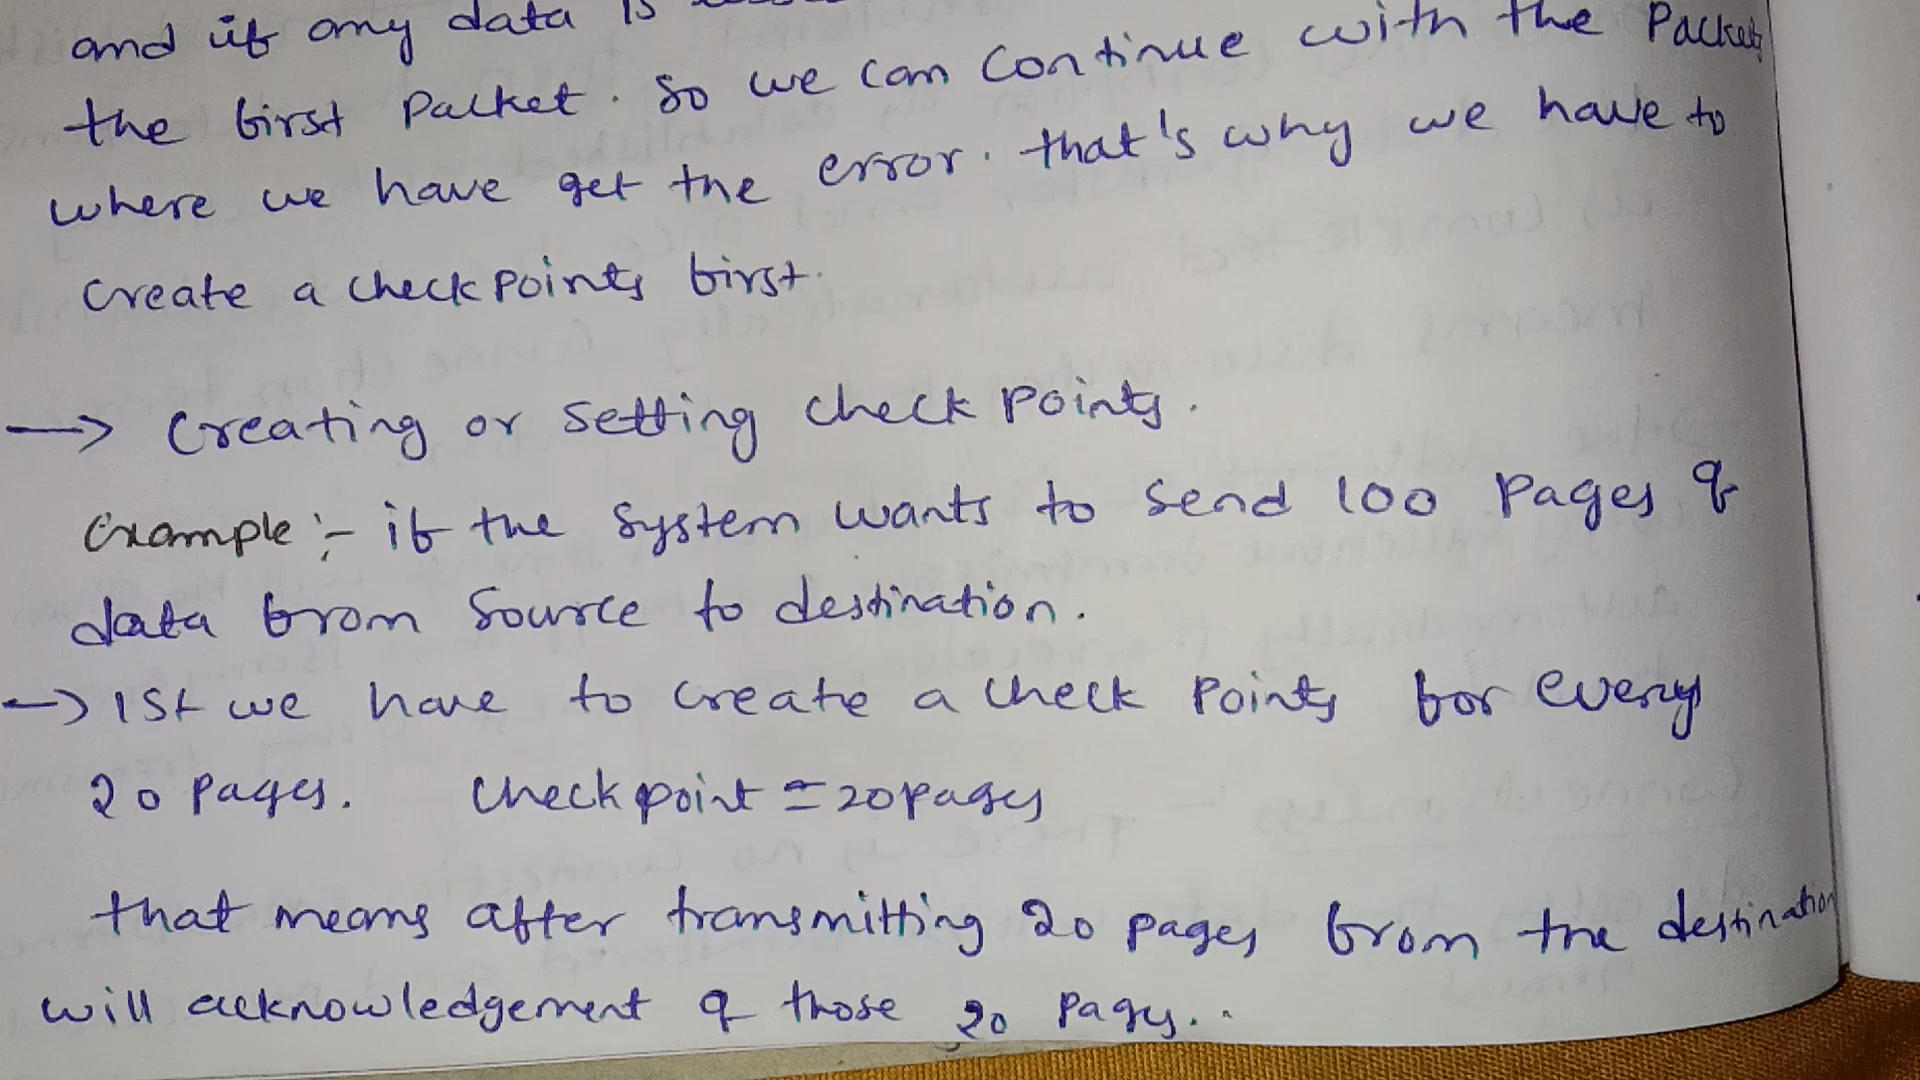 and if any data is
the first Packet. So we can continue with the Packets
where we have get the error. that's why we have to
create a check points first.
→ Creating or Setting check points.
Example :- if the System wants to Send 100 Pages of
data from Source to destination.
→ 1st we have to create a check Points for every
20 Pages. Check point = 20 pages
that means after transmitting 20 pages from the destination
will acknowledgement of those 20 Pages..